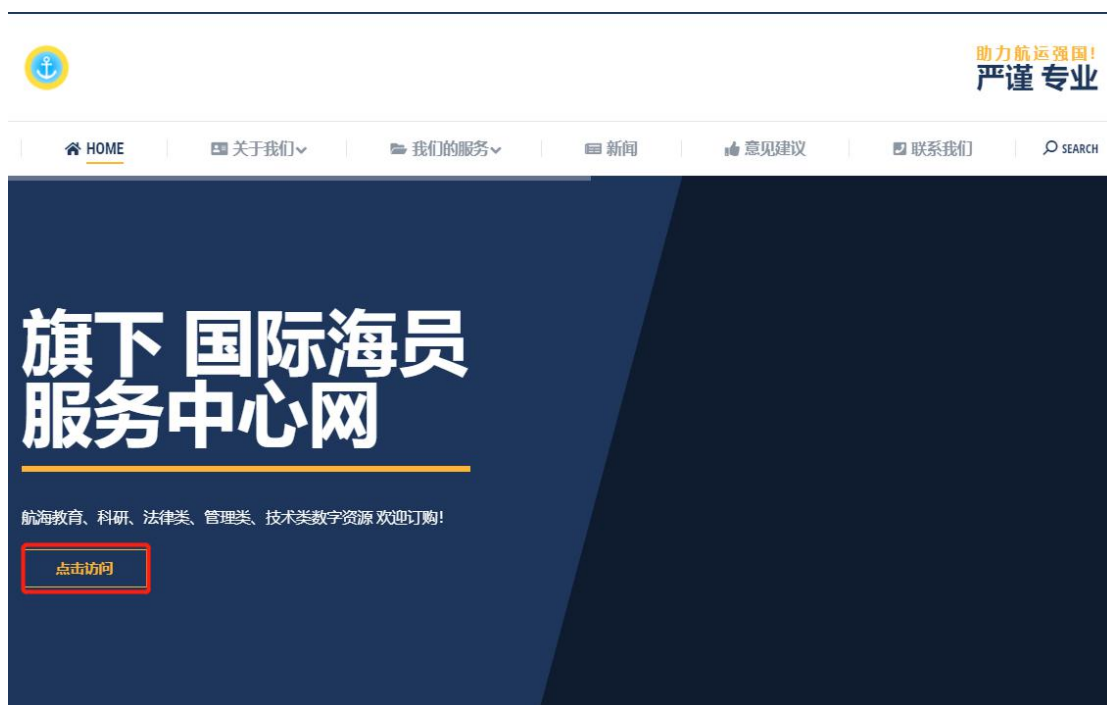 助力航运强国!
严谨 专业
HOME 关于我们 我们的服务 新闻 意见建议 联系我们 SEARCH
旗下 国际海员
服务中心网
航海教育、科研、法律类、管理类、技术类数字资源 欢迎订购!
点击访问